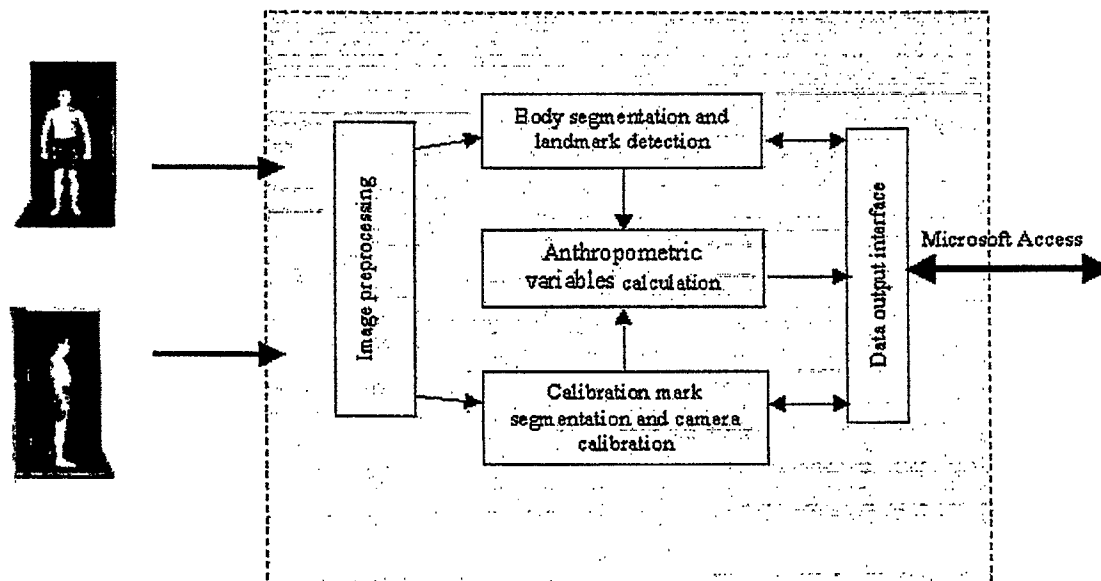 Image preprocessing
Body segmentation and
landmark detection
Anthropometric
variables calculation
Calibration mark
segmentation and camera
calibration
Data output interface
Microsoft Access